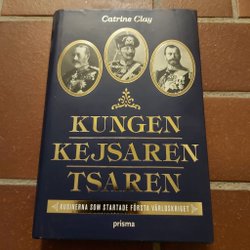 Catrine Clay
KUNGEN
KEJSAREN
TSAREN
KUSINERNA SOM STARTADE FÖRSTA VÄRLDSKRIGET
prisma